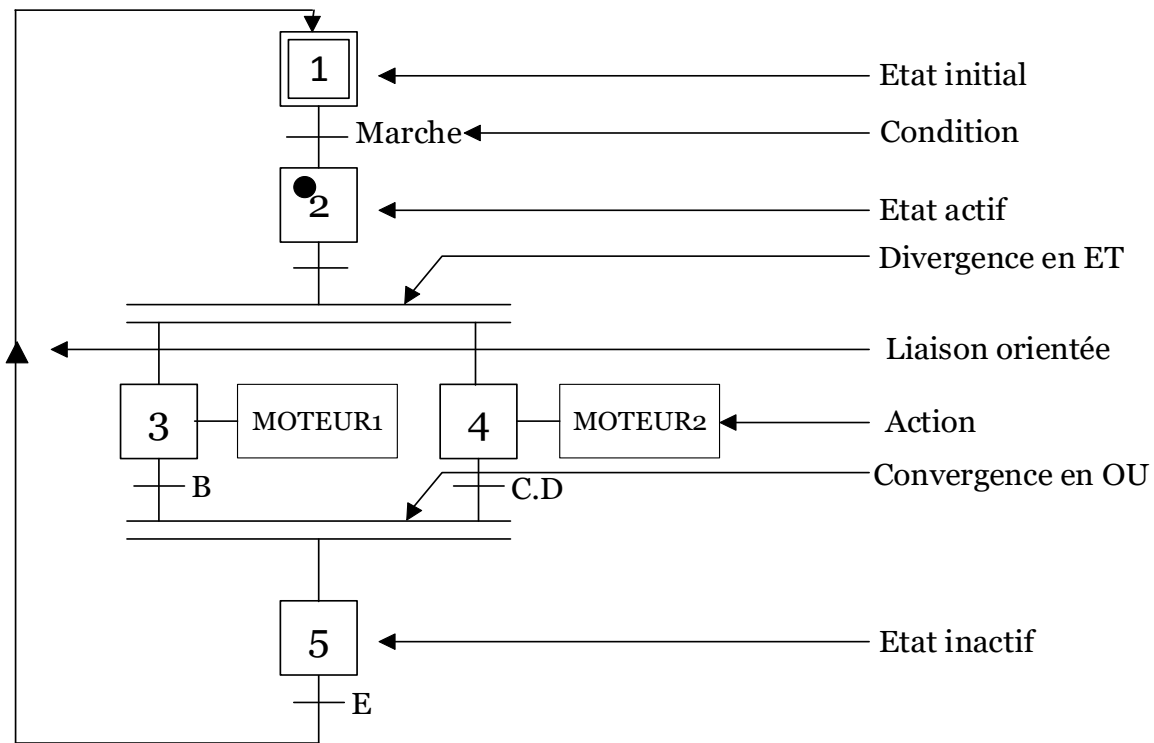 1
Etat initial
Marche
Condition
2
Etat actif
Divergence en ET
Liaison orientée
3
MOTEUR1
4
MOTEUR2
Action
B
C.D
Convergence en OU
5
Etat inactif
E